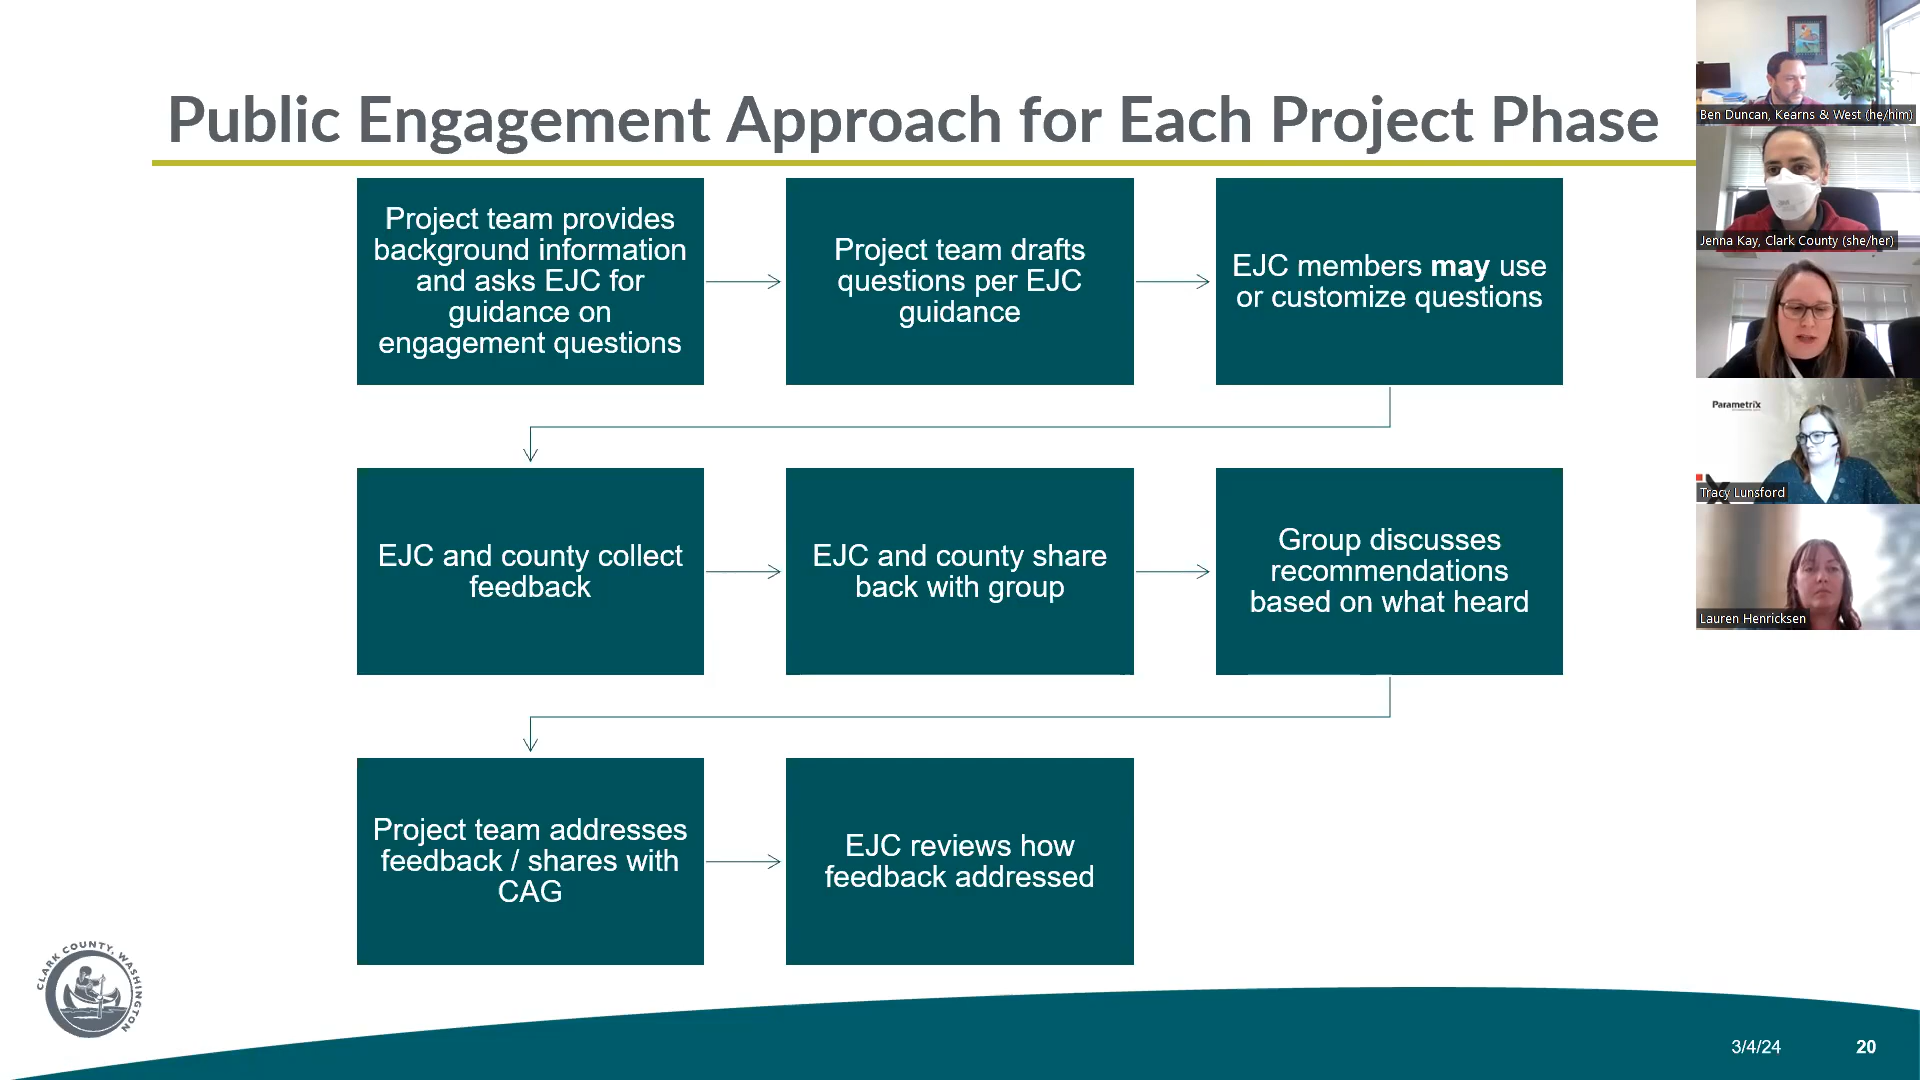 Public Engagement Approach for Each Project Phase
Project team provides
background information
and asks EJC for
guidance on
engagement questions
Project team drafts
questions per EJC
guidance
EJC members may use
or customize questions
EJC and county collect
feedback
EJC and county share
back with group
Group discusses
recommendations
based on what heard
Project team addresses
feedback / shares with
CAG
EJC reviews how
feedback addressed
CLARK COUNTY, WASHINGTON
3/4/24
20
Ben Duncan, Kearns & West (he/him)
Jenna Kay, Clark County (she/her)
Parametrix
Tracy Lunsford
Lauren Henricksen